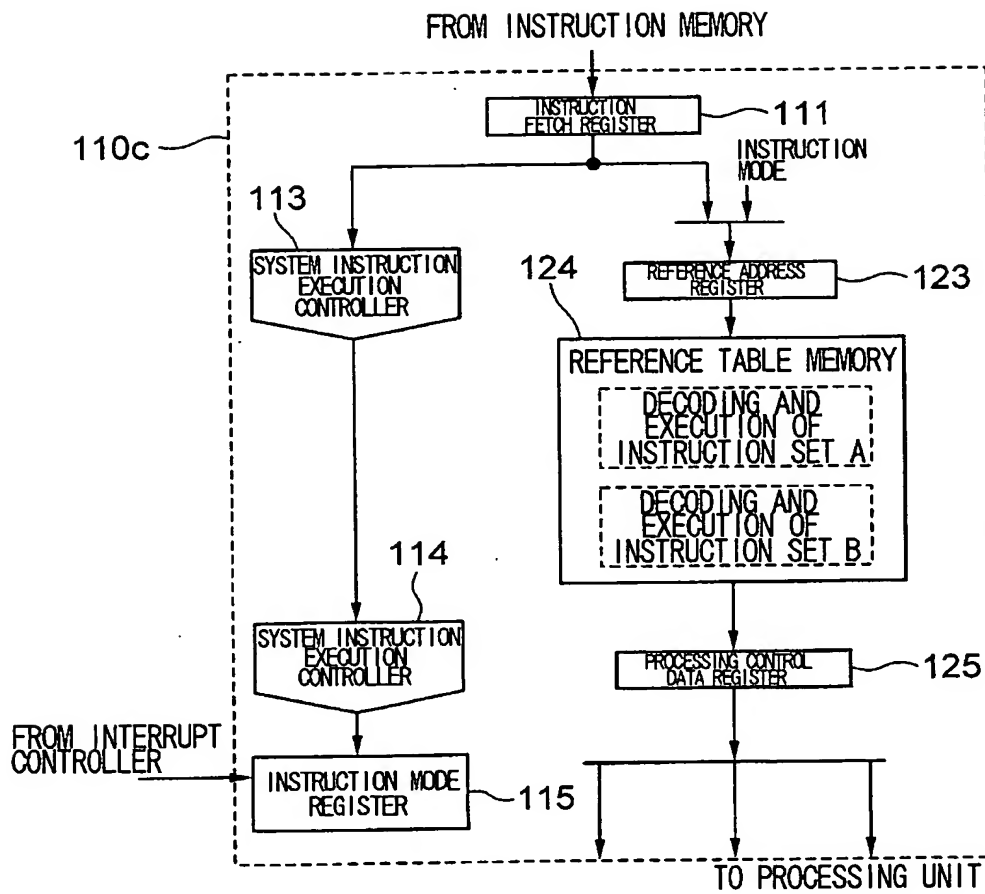 FROM INSTRUCTION MEMORY
INSTRUCTION
FETCH REGISTER
111
110c
INSTRUCTION
MODE
113
SYSTEM INSTRUCTION
EXECUTION
CONTROLLER
124
REFERENCE ADDRESS
REGISTER
123
REFERENCE TABLE MEMORY
DECODING AND
EXECUTION OF
INSTRUCTION SET A
DECODING AND
EXECUTION OF
INSTRUCTION SET B
114
SYSTEM INSTRUCTION
EXECUTION
CONTROLLER
PROCESSING CONTROL
DATA REGISTER
125
FROM INTERRUPT
CONTROLLER
INSTRUCTION MODE
REGISTER
115
TO PROCESSING UNIT